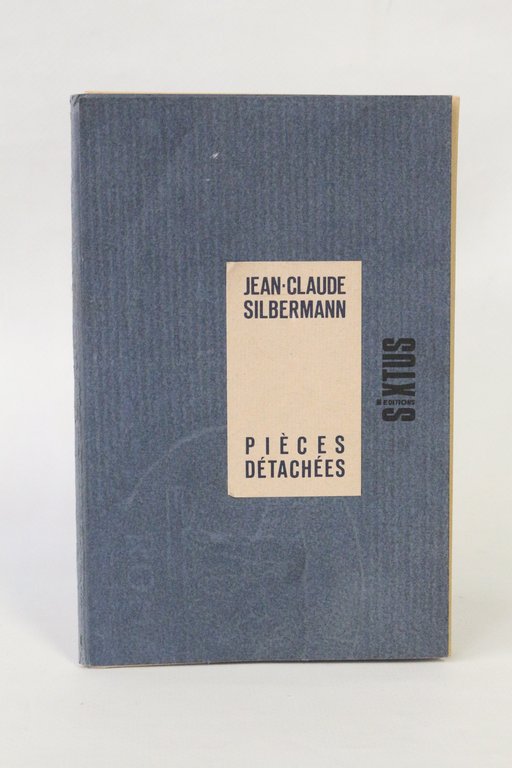 JEAN-CLAUDE
SILBERMANN
PIÈCES
DÉTACHÉES
SiXTUS
EDITIONS